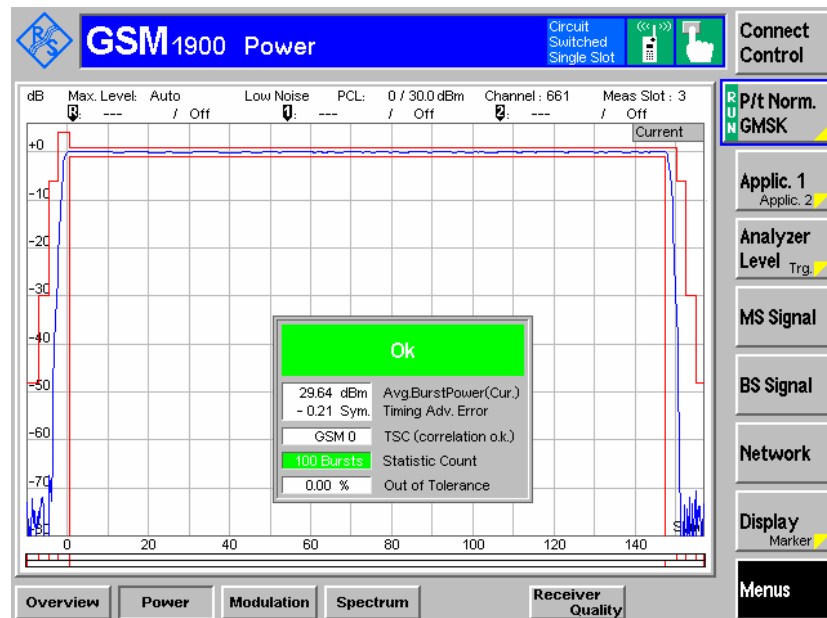 R S
GSM 1900 Power
Circuit
Switched
Single Slot
Connect
Control
dB Max. Level: Auto Low Noise PCL: 0 / 30.0 dBm Channel : 661 Meas Slot : 3
R : --- / Off 1 : --- / Off 2 : --- / Off
RUN
P/t Norm.
GMSK
Current
+0
-10
-20
-30
-40
-50
-60
-70
0 20 40 60 80 100 120 140
Ok
29.64 dBm Avg.BurstPower(Cur.)
- 0.21 Sym. Timing Adv. Error
GSM 0 TSC (correlation o.k.)
100 Bursts Statistic Count
0.00 % Out of Tolerance
Applic. 1
Applic. 2
Analyzer
Level Trg.
MS Signal
BS Signal
Network
Display
Marker
Menus
Overview Power Modulation Spectrum Receiver
Quality